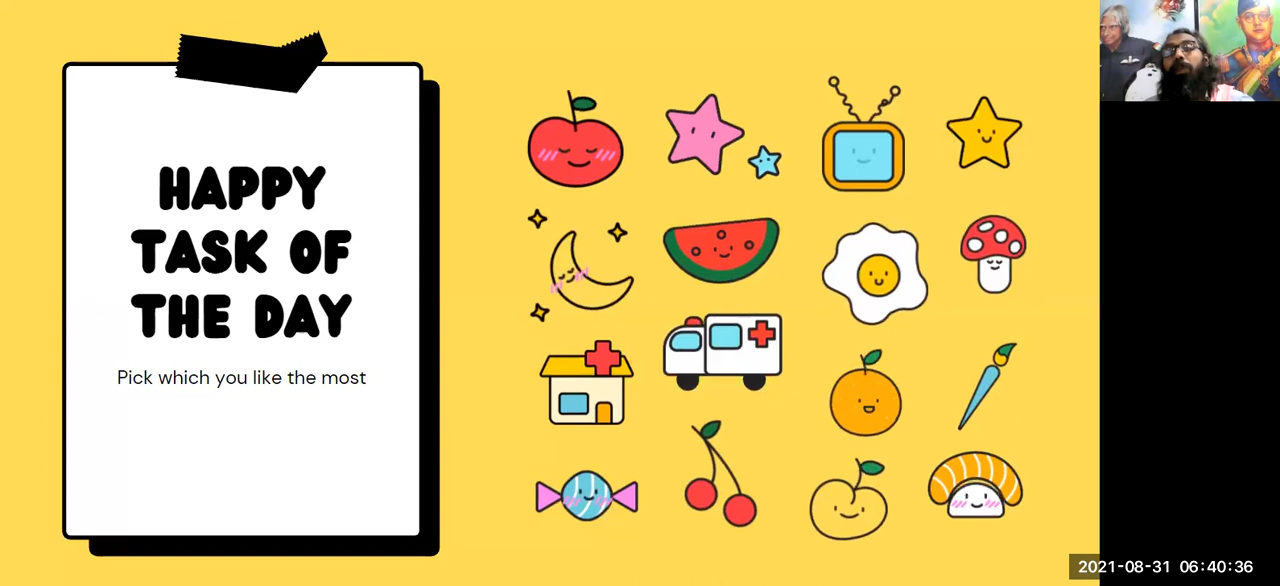 HAPPY
TASK OF
THE DAY
Pick which you like the most
2021-08-31 06:40:36